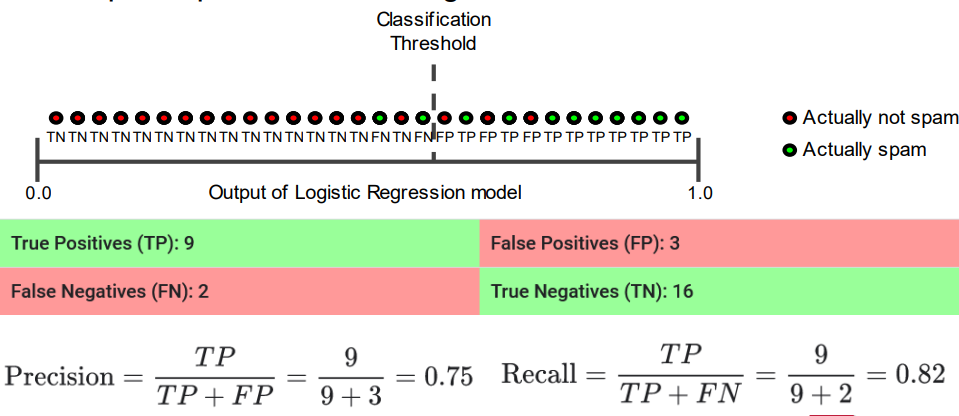 Classification
Threshold
TN TN TN TN TN TN TN TN TN TN TN TN TN TN TN FN TN FN FP TP FP TP FP TP TP TP TP TP TP TP
Actually not spam
Actually spam
0.0 Output of Logistic Regression model 1.0
True Positives (TP): 9 False Positives (FP): 3
False Negatives (FN): 2 True Negatives (TN): 16
Precision = TP / (TP + FP) = 9 / (9 + 3) = 0.75 Recall = TP / (TP + FN) = 9 / (9 + 2) = 0.82